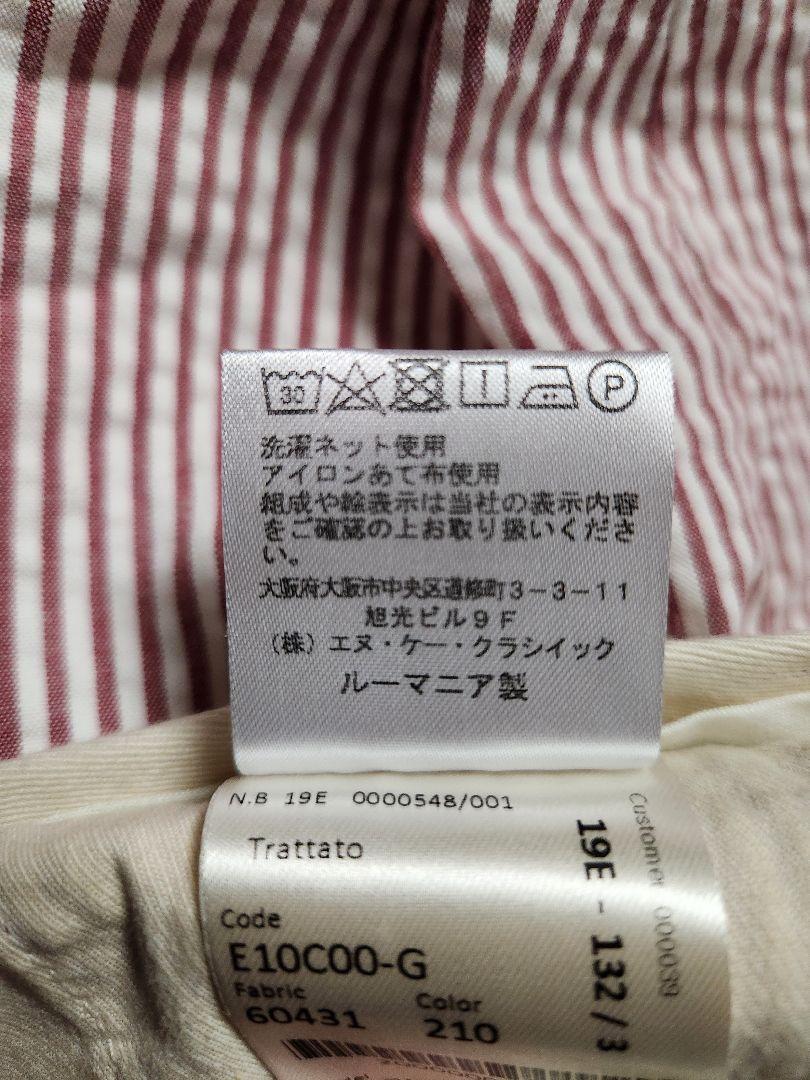 30
P
洗濯ネット使用
アイロンあて布使用
組成や絵表示は当社の表示内容
をご確認の上お取り扱いくださ
い。
大阪府大阪市中央区道修町3-3-11
旭光ビル9F
(株)エヌ・ケー・クラシイック
ルーマニア製
N.B 19E 0000548/001
Trattato
Code
E10C00-G
Fabric
60431
Color
210
19E - 132 / 3
Customer 000039